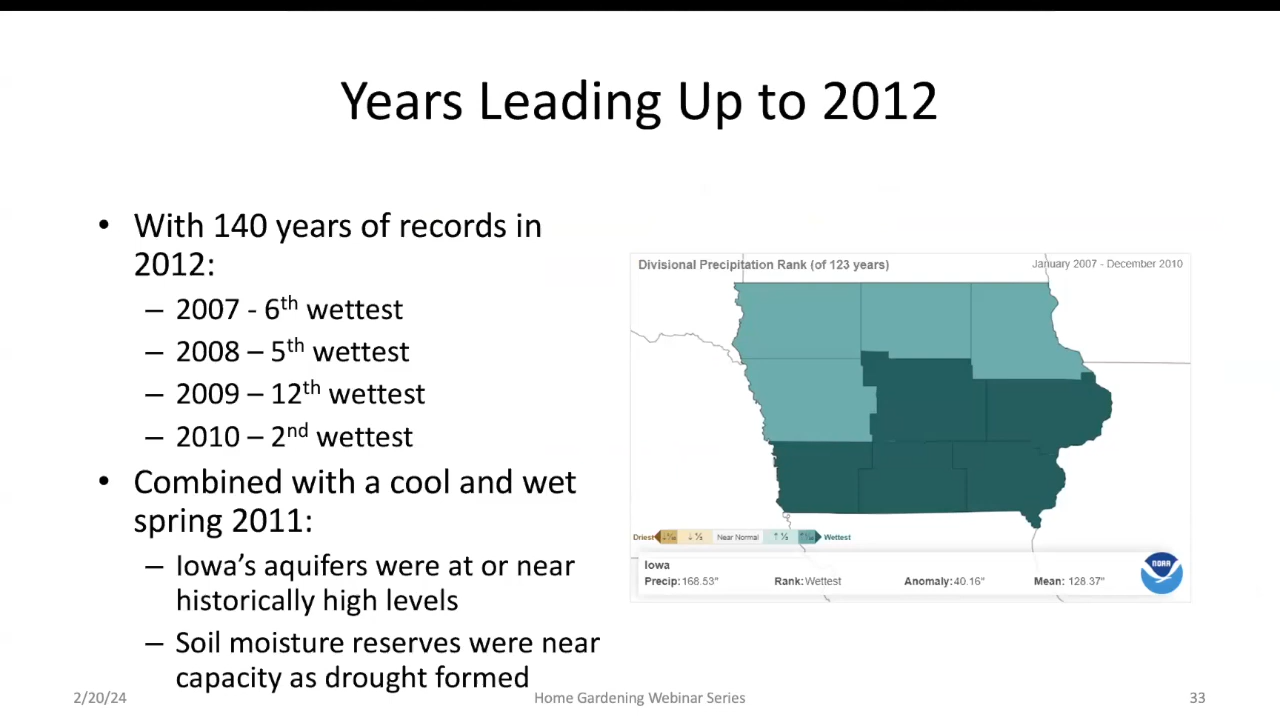 Years Leading Up to 2012
• With 140 years of records in
2012:
– 2007 - 6th wettest
– 2008 – 5th wettest
– 2009 – 12th wettest
– 2010 – 2nd wettest
• Combined with a cool and wet
spring 2011:
– Iowa's aquifers were at or near
historically high levels
– Soil moisture reserves were near
capacity as drought formed
Divisional Precipitation Rank (of 123 years) January 2007 - December 2010
Driest Near Normal Wettest
Iowa
Precip: 168.53" Rank: Wettest Anomaly: 40.16" Mean: 128.37"
NOAA
2/20/24 Home Gardening Webinar Series 33